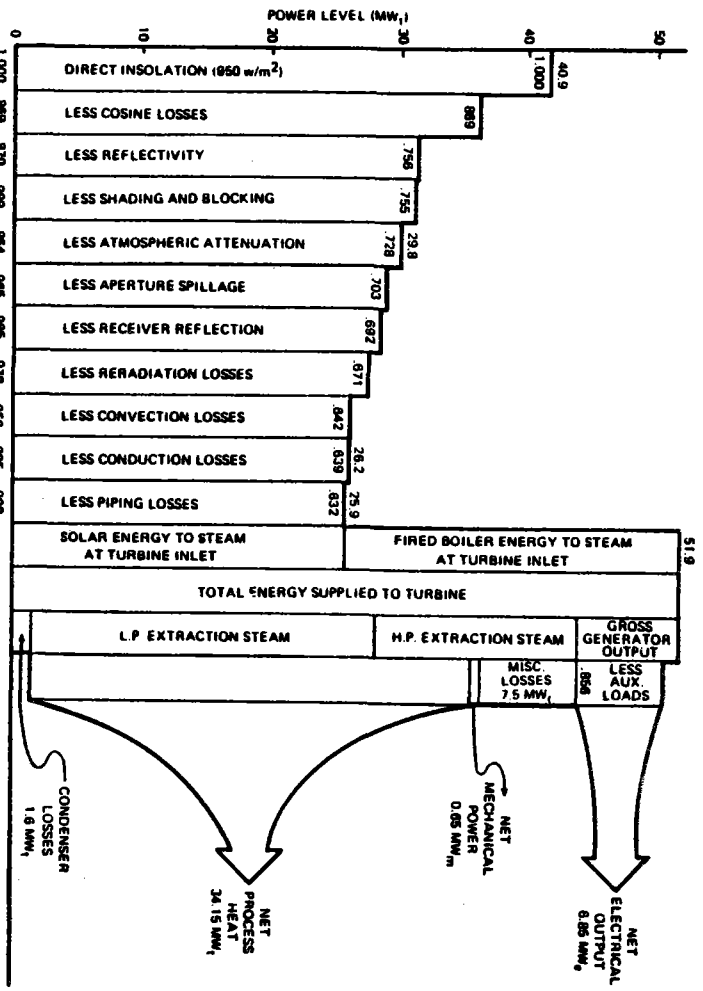 POWER LEVEL (MWt)
0
10
20
30
40
50
DIRECT INSOLATION (950 w/m²)
1.000
40.9
LESS COSINE LOSSES
.869
LESS REFLECTIVITY
.756
LESS SHADING AND BLOCKING
.755
LESS ATMOSPHERIC ATTENUATION
.728
29.8
LESS APERTURE SPILLAGE
.703
LESS RECEIVER REFLECTION
.692
LESS RERADIATION LOSSES
.671
LESS CONVECTION LOSSES
.642
LESS CONDUCTION LOSSES
.639
26.2
LESS PIPING LOSSES
.632
25.9
SOLAR ENERGY TO STEAM
AT TURBINE INLET
FIRED BOILER ENERGY TO STEAM
AT TURBINE INLET
51.9
TOTAL ENERGY SUPPLIED TO TURBINE
L.P EXTRACTION STEAM
H.P. EXTRACTION STEAM
GROSS
GENERATOR
OUTPUT
MISC.
LOSSES
7.5 MWt
.856
LESS
AUX.
LOADS
CONDENSER
LOSSES
1.6 MWt
NET
PROCESS
HEAT
34.15 MWt
NET
MECHANICAL
POWER
0.65 MWm
NET
ELECTRICAL
OUTPUT
6.85 MWe
1.000